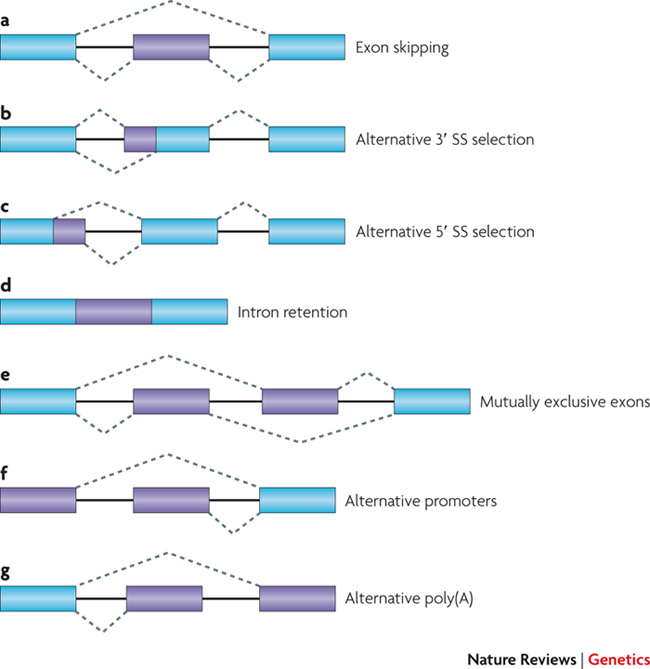 a
Exon skipping
b
Alternative 3′ SS selection
c
Alternative 5′ SS selection
d
Intron retention
e
Mutually exclusive exons
f
Alternative promoters
g
Alternative poly(A)
Nature Reviews | Genetics